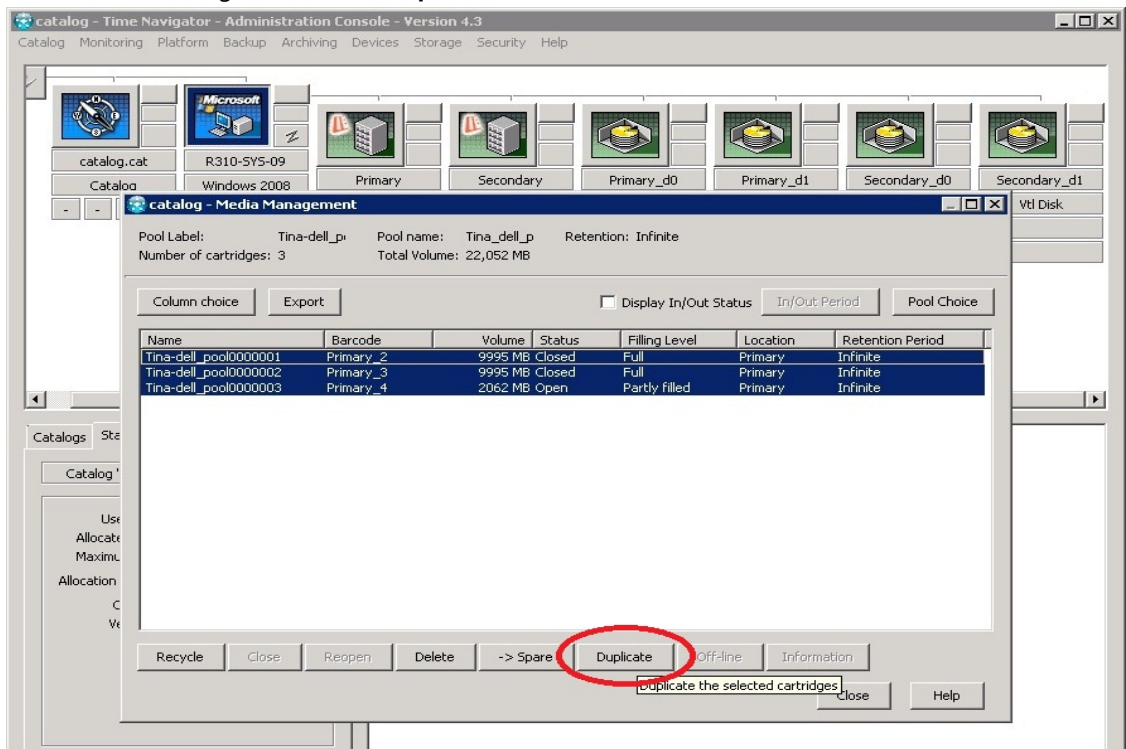 catalog - Time Navigator - Administration Console - Version 4.3
Catalog Monitoring Platform Backup Archiving Devices Storage Security Help
Microsoft
catalog.cat R310-SYS-09 Primary Secondary Primary_d0 Primary_d1 Secondary_d0 Secondary_d1
Catalog Windows 2008
- - Vtl Disk
catalog - Media Management
Pool Label: Tina-dell_p Pool name: Tina_dell_p Retention: Infinite
Number of cartridges: 3 Total Volume: 22,052 MB
Column choice Export Display In/Out Status In/Out Period Pool Choice
Name Barcode Volume Status Filling Level Location Retention Period
Tina-dell_pool0000001 Primary_2 9995 MB Closed Full Primary Infinite
Tina-dell_pool0000002 Primary_3 9995 MB Closed Full Primary Infinite
Tina-dell_pool0000003 Primary_4 2062 MB Open Partly filled Primary Infinite
Catalogs Sta
Catalog '
Use
Allocate
Maximu
Allocation
C
Ve
Recycle Close Reopen Delete -> Spare Duplicate Off-line Information
Duplicate the selected cartridges
Close Help